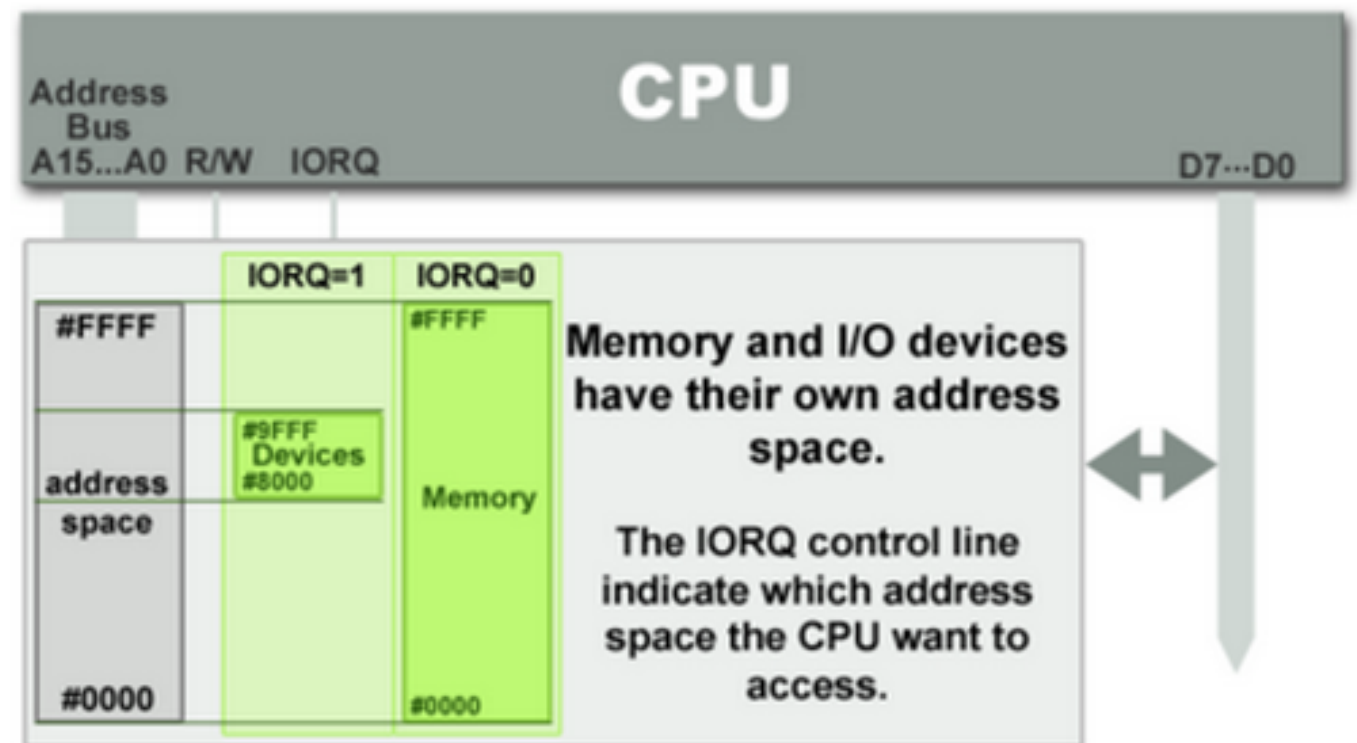 CPU
Address
Bus
A15...A0 R/W IORQ
D7...D0
IORQ=1 IORQ=0
#FFFF
#FFFF
#9FFF
Devices
#8000
address
space
Memory
#0000
#0000
Memory and I/O devices
have their own address
space.
The IORQ control line
indicate which address
space the CPU want to
access.